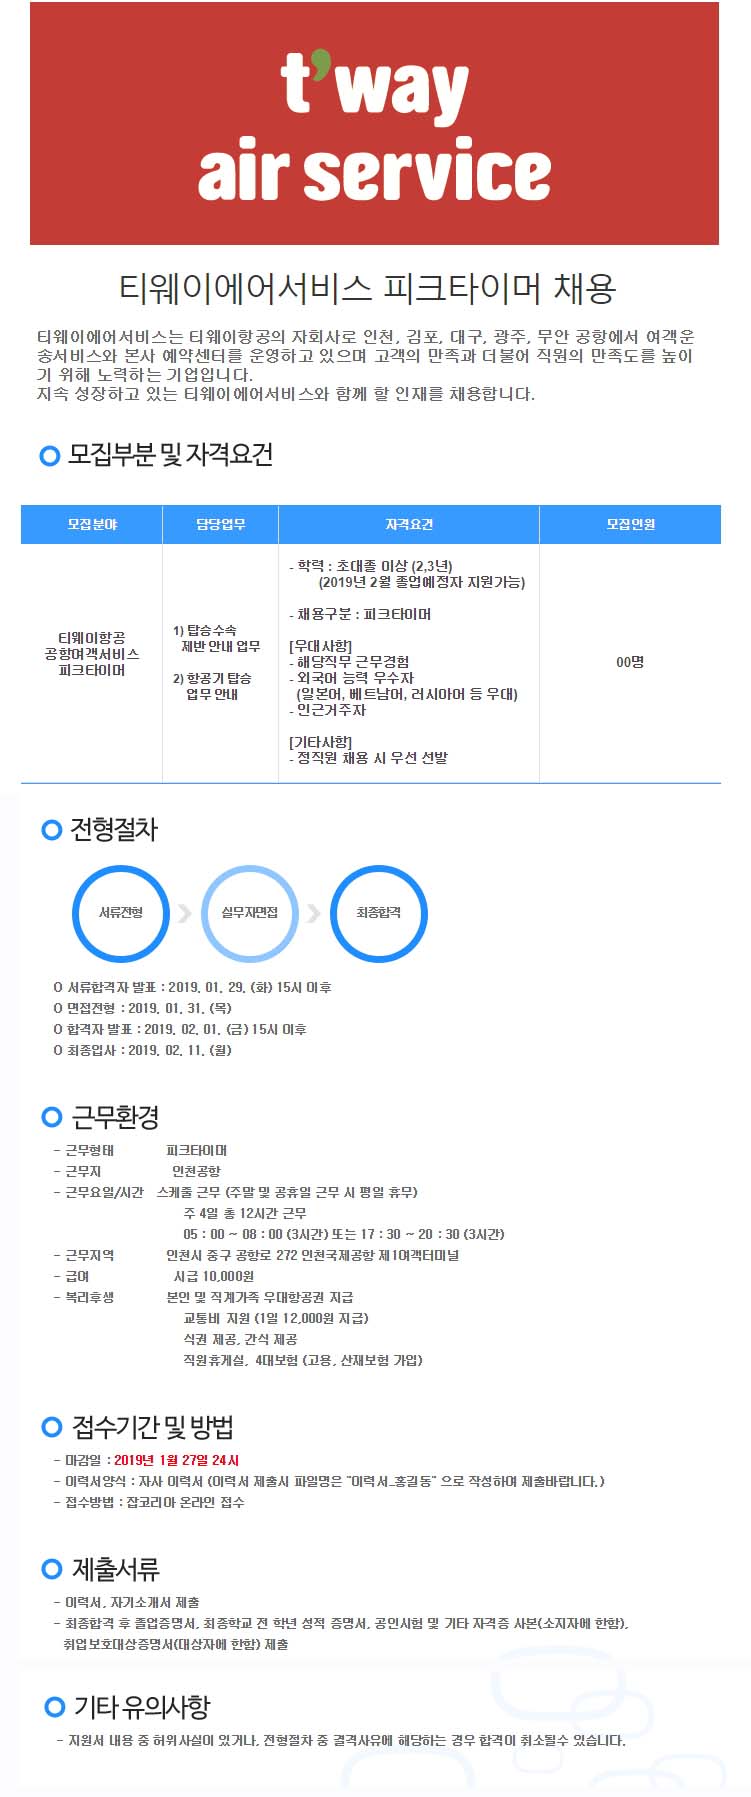 t'way
air service
티웨이에어서비스 피크타이머 채용
티웨이에어서비스는 티웨이항공의 자회사로 인천, 김포, 대구, 광주, 무안 공항에서 여객운
송서비스와 본사 예약센터를 운영하고 있으며 고객의 만족과 더불어 직원의 만족도를 높이
기 위해 노력하는 기업입니다.
지속 성장하고 있는 티웨이에어서비스와 함께 할 인재를 채용합니다.
모집부분 및 자격요건
모집분야 담당업무 자격요건 모집인원
티웨이항공
공항여객서비스
피크타이머
1) 탑승수속
제반 안내 업무
2) 항공기 탑승
업무 안내
- 학력 : 초대졸 이상 (2,3년)
(2019년 2월 졸업예정자 지원가능)
- 채용구분 : 피크타이머
[우대사항]
- 해당직무 근무경험
- 외국어 능력 우수자
(일본어, 베트남어, 러시아어 등 우대)
- 인근거주자
[기타사항]
- 정직원 채용 시 우선 선발
00명
전형절차
서류전형 실무자면접 최종합격
O 서류합격자 발표 : 2019. 01. 29. (화) 15시 이후
O 면접전형 : 2019. 01. 31. (목)
O 합격자 발표 : 2019. 02. 01. (금) 15시 이후
O 최종입사 : 2019. 02. 11. (월)
근무환경
- 근무형태 피크타이머
- 근무지 인천공항
- 근무요일/시간 스케줄 근무 (주말 및 공휴일 근무 시 평일 휴무)
주 4일 총 12시간 근무
05 : 00 ~ 08 : 00 (3시간) 또는 17 : 30 ~ 20 : 30 (3시간)
- 근무지역 인천시 중구 공항로 272 인천국제공항 제1여객터미널
- 급여 시급 10,000원
- 복리후생 본인 및 직계가족 우대항공권 지급
교통비 지원 (1일 12,000원 지급)
식권 제공, 간식 제공
직원휴게실, 4대보험 (고용, 산재보험 가입)
접수기간 및 방법
- 마감일 : 2019년 1월 27일 24시
- 이력서양식 : 자사 이력서 (이력서 제출시 파일명은 "이력서_홍길동" 으로 작성하여 제출바랍니다.)
- 접수방법 : 잡코리아 온라인 접수
제출서류
- 이력서, 자기소개서 제출
- 최종합격 후 졸업증명서, 최종학교 전 학년 성적 증명서, 공인시험 및 기타 자격증 사본(소지자에 한함),
취업보호대상증명서(대상자에 한함) 제출
기타 유의사항
- 지원서 내용 중 허위사실이 있거나, 전형절차 중 결격사유에 해당하는 경우 합격이 취소될수 있습니다.